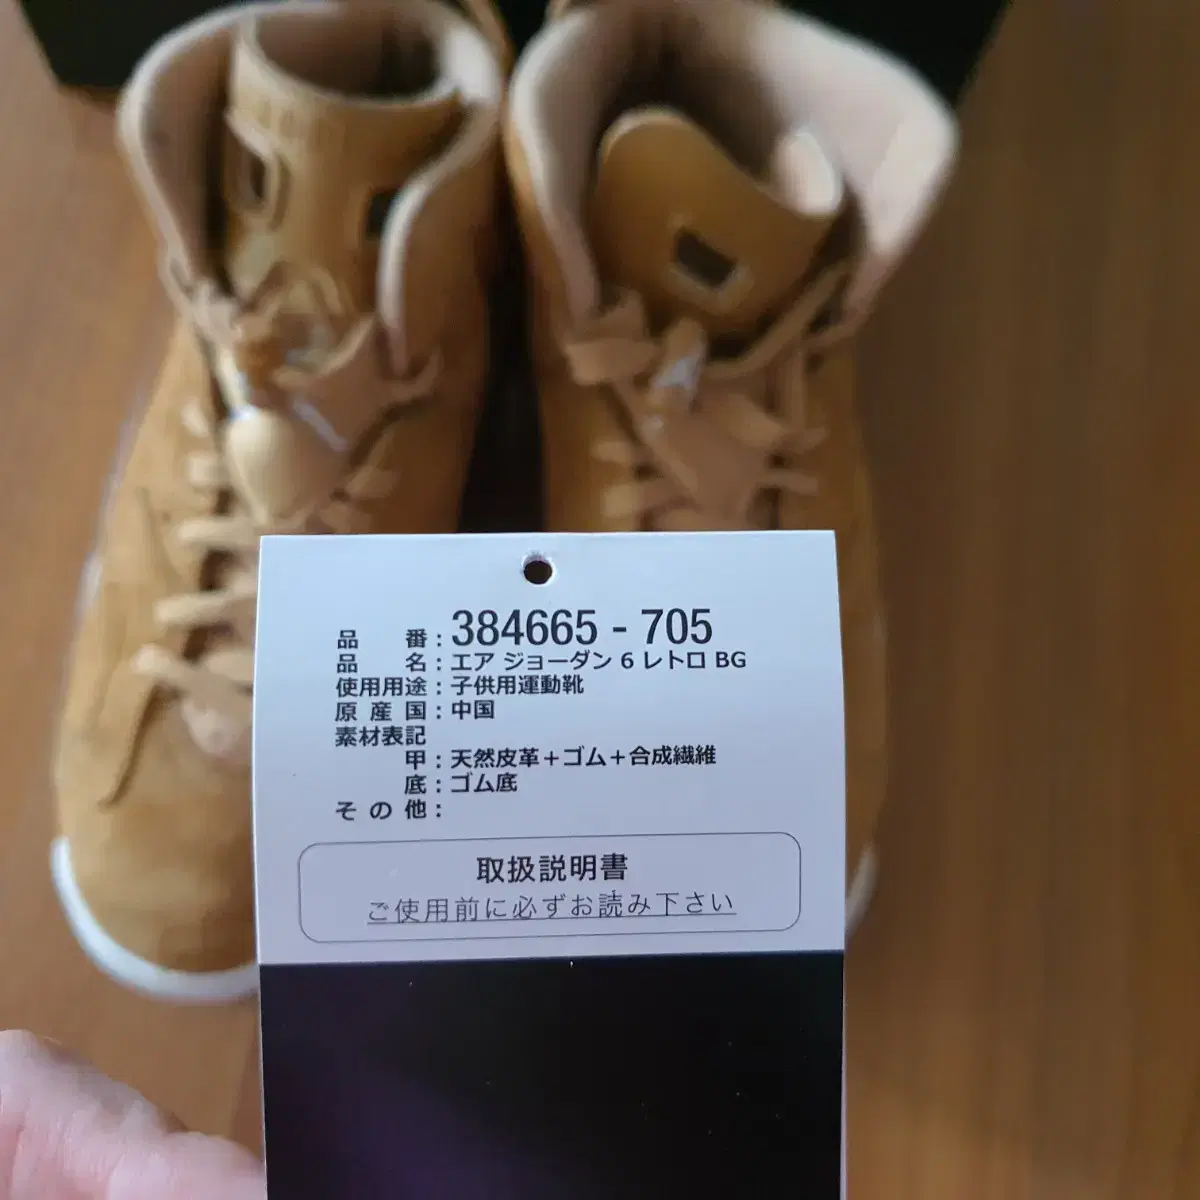 品番：384665 - 705
品名：エア ジョーダン 6 レトロ BG
使用用途：子供用運動靴
原産国：中国
素材表記
甲：天然皮革＋ゴム＋合成繊維
底：ゴム底
その他：
取扱説明書
ご使用前に必ずお読み下さい